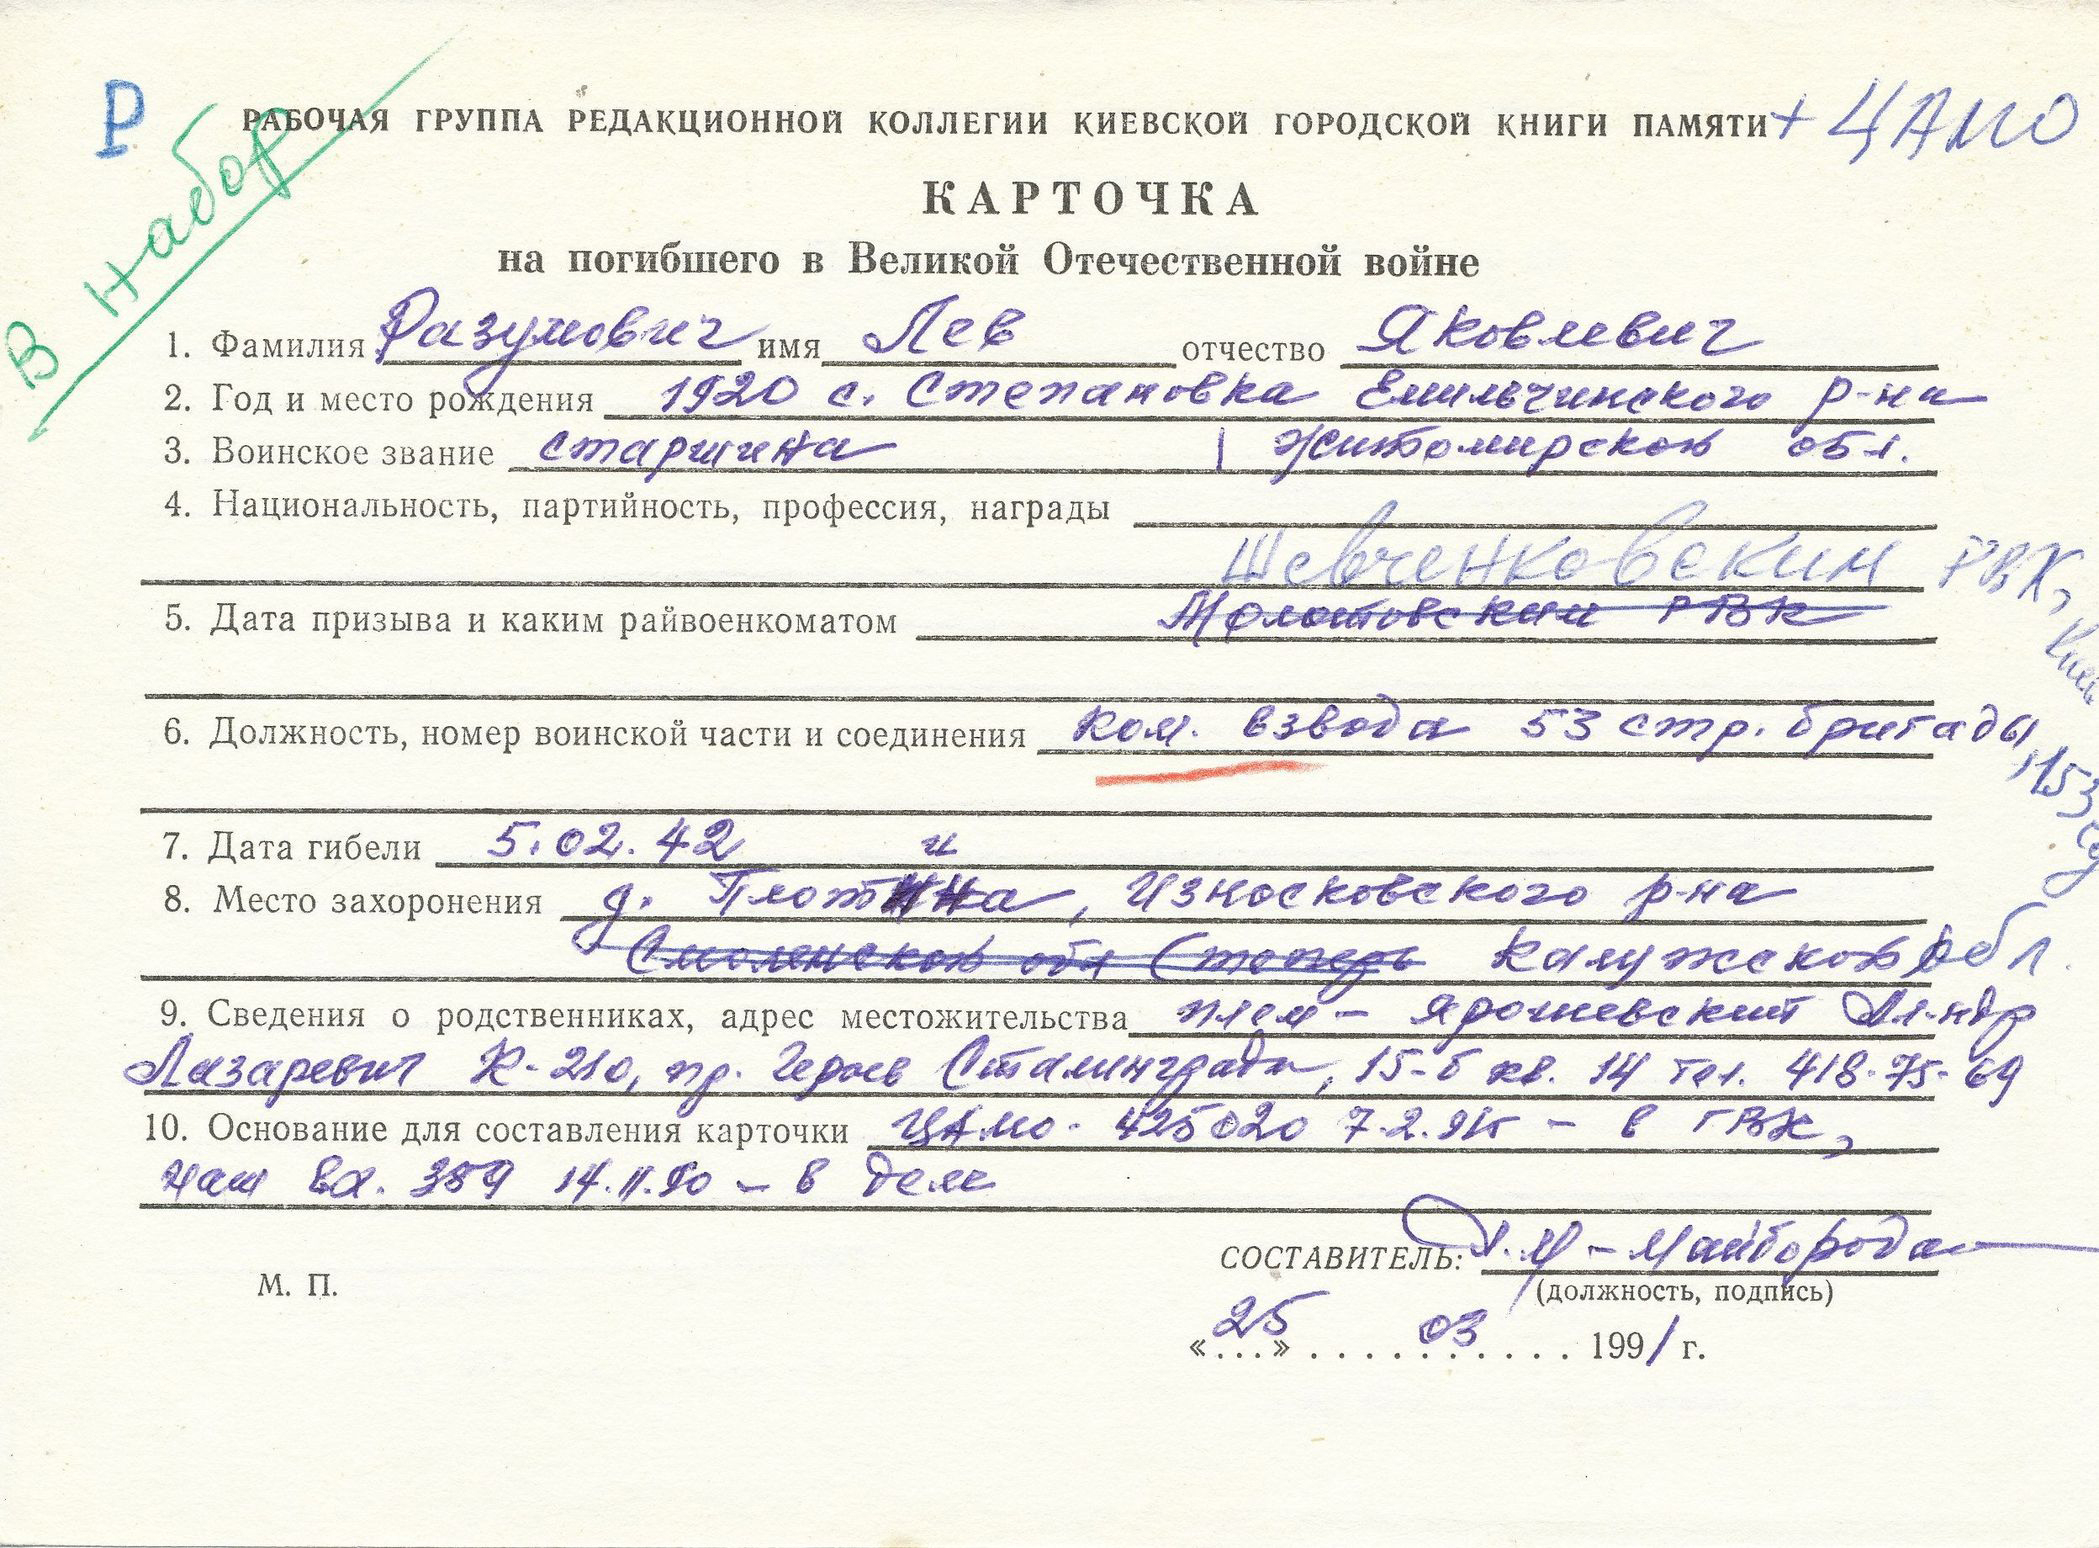 Р
В набор
РАБОЧАЯ ГРУППА РЕДАКЦИОННОЙ КОЛЛЕГИИ КИЕВСКОЙ ГОРОДСКОЙ КНИГИ ПАМЯТИ + ЦАМО
КАРТОЧКА
на погибшего в Великой Отечественной войне
1. Фамилия Разумович имя Лев отчество Яковлевич
2. Год и место рождения 1920 с. Степановка Емильчинского р-на
3. Воинское звание старшина | Житомирской обл.
4. Национальность, партийность, профессия, награды
Шевченковским РВК, Киев
5. Дата призыва и каким райвоенкоматом Молотовским РВК
6. Должность, номер воинской части и соединения ком. взвода 53 стр. бригады
7. Дата гибели 5.02.42
8. Место захоронения д. Плотина, Износковского р-на
Смоленской обл (теперь Калужской обл.
9. Сведения о родственниках, адрес местожительства плем – Ярошевский Ал-ндр
Лазаревич К-210, пр. Героев Сталинграда, 15-б кв. 14 тел. 418-75-69
10. Основание для составления карточки ЦАМО - 425020 – в ГВК,
наш вх. 389 14.11.90 – в деле
СОСТАВИТЕЛЬ: Майборода
М. П.
(должность, подпись)
«25» 03 1991 г.